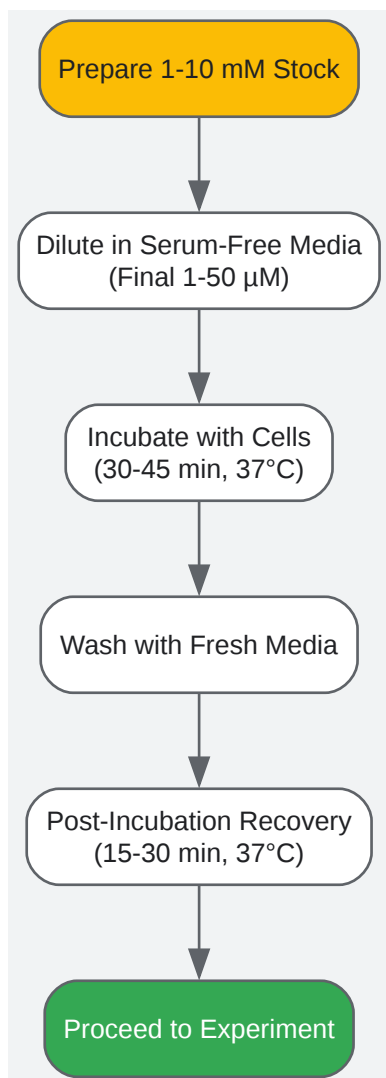 Prepare 1-10 mM Stock
Dilute in Serum-Free Media
(Final 1-50 µM)
Incubate with Cells
(30-45 min, 37°C)
Wash with Fresh Media
Post-Incubation Recovery
(15-30 min, 37°C)
Proceed to Experiment